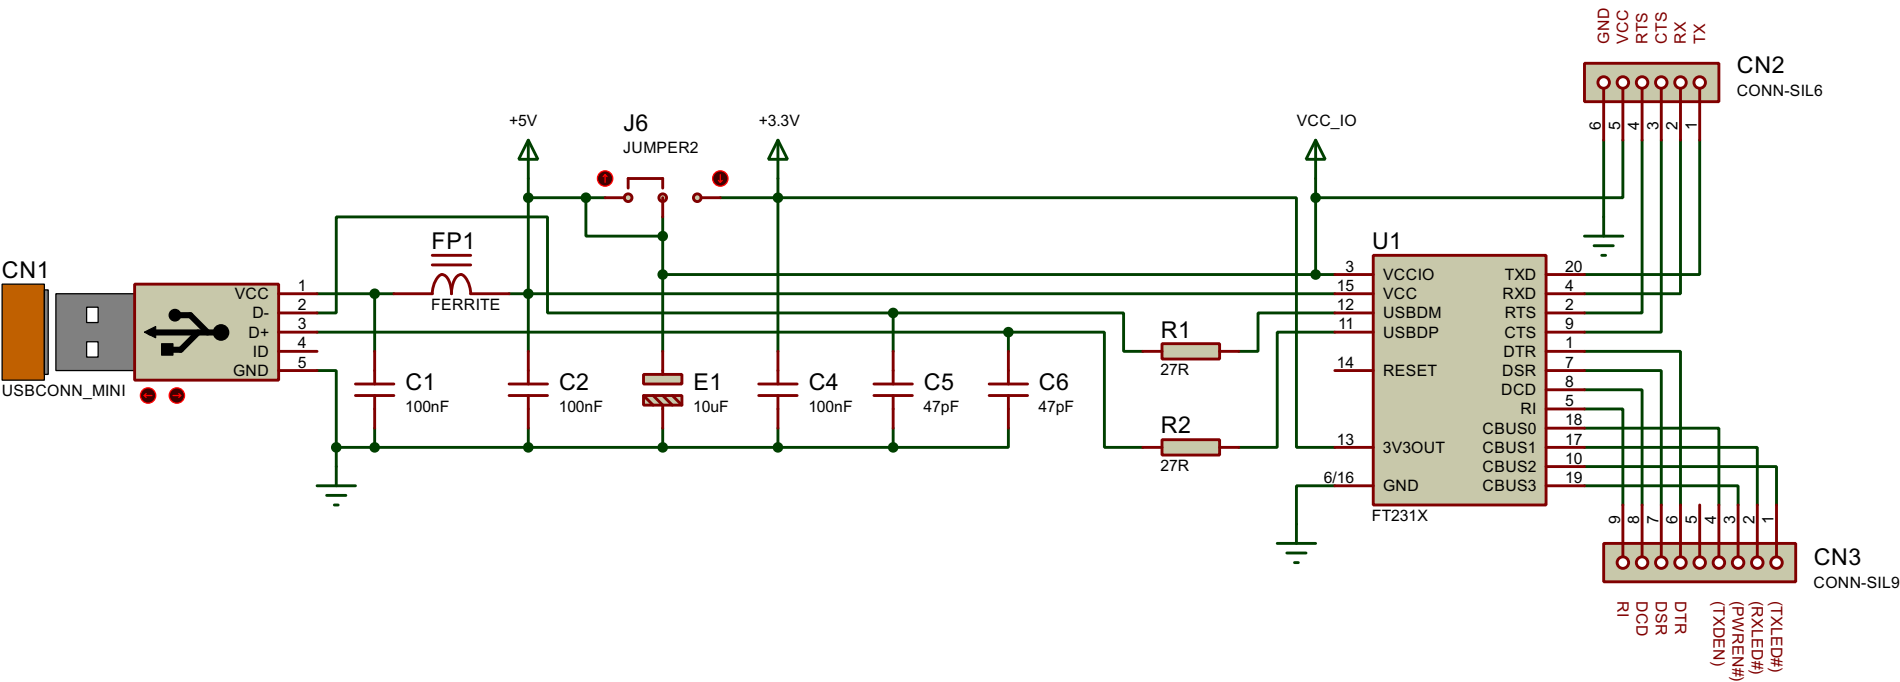 GND
VCC
RTS
CTS
RX
TX
CN2
CONN-SIL6
6
5
4
3
2
1
+5V
J6
JUMPER2
+3.3V
VCC_IO
FP1
FERRITE
CN1
USBCONN_MINI
VCC 1
D- 2
D+ 3
ID 4
GND 5
C1
100nF
C2
100nF
E1
10uF
C4
100nF
C5
47pF
C6
47pF
R1
27R
R2
27R
U1
3 VCCIO
15 VCC
12 USBDM
11 USBDP
14 RESET
13 3V3OUT
6/16 GND
TXD 20
RXD 4
RTS 2
CTS 9
DTR 1
DSR 7
DCD 8
RI 5
CBUS0 18
CBUS1 17
CBUS2 10
CBUS3 19
FT231X
9
8
7
6
5
4
3
2
1
CN3
CONN-SIL9
RI
DCD
DSR
DTR
(TXDEN)
(PWREN#)
(RXLED#)
(TXLED#)